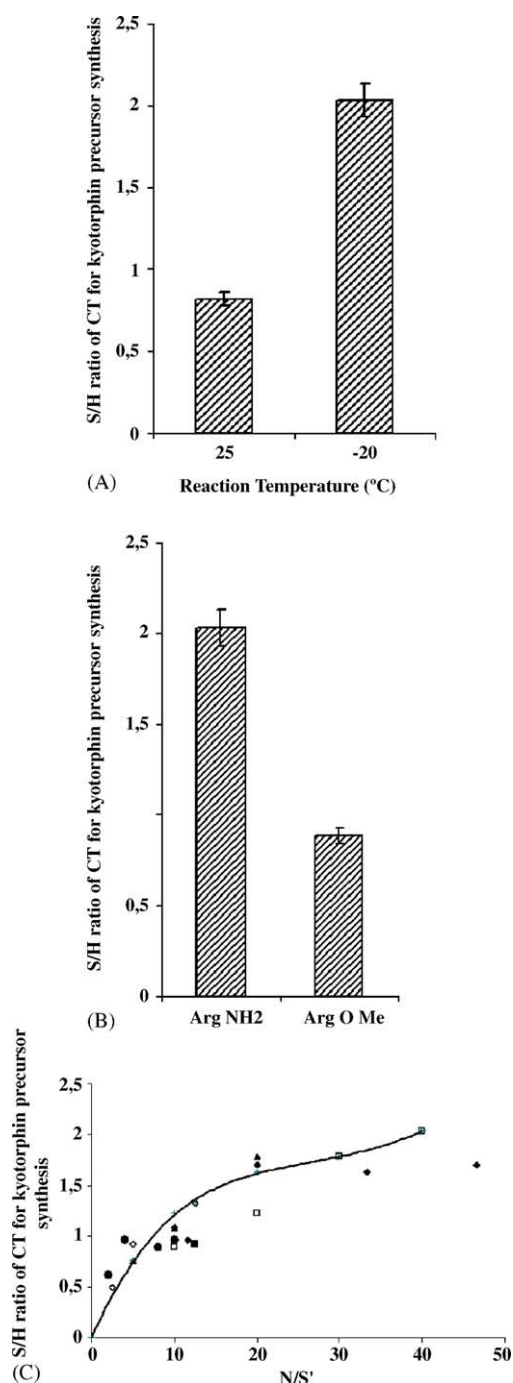 S/H ratio of CT for kyotorphin precursor synthesis
2,5
2
1,5
1
0,5
0
25
-20
(A)
Reaction Temperature (ºC)
S/H ratio of CT for kyotorphin precursor synthesis
2,5
2
1,5
0,5
0
Arg NH2
Arg O Me
(B)
S/H ratio of CT for kyotorphin precursor
synthesis
2,5
2
1,5
1
0,5
0
0
10
20
30
40
50
(C)
N/S'